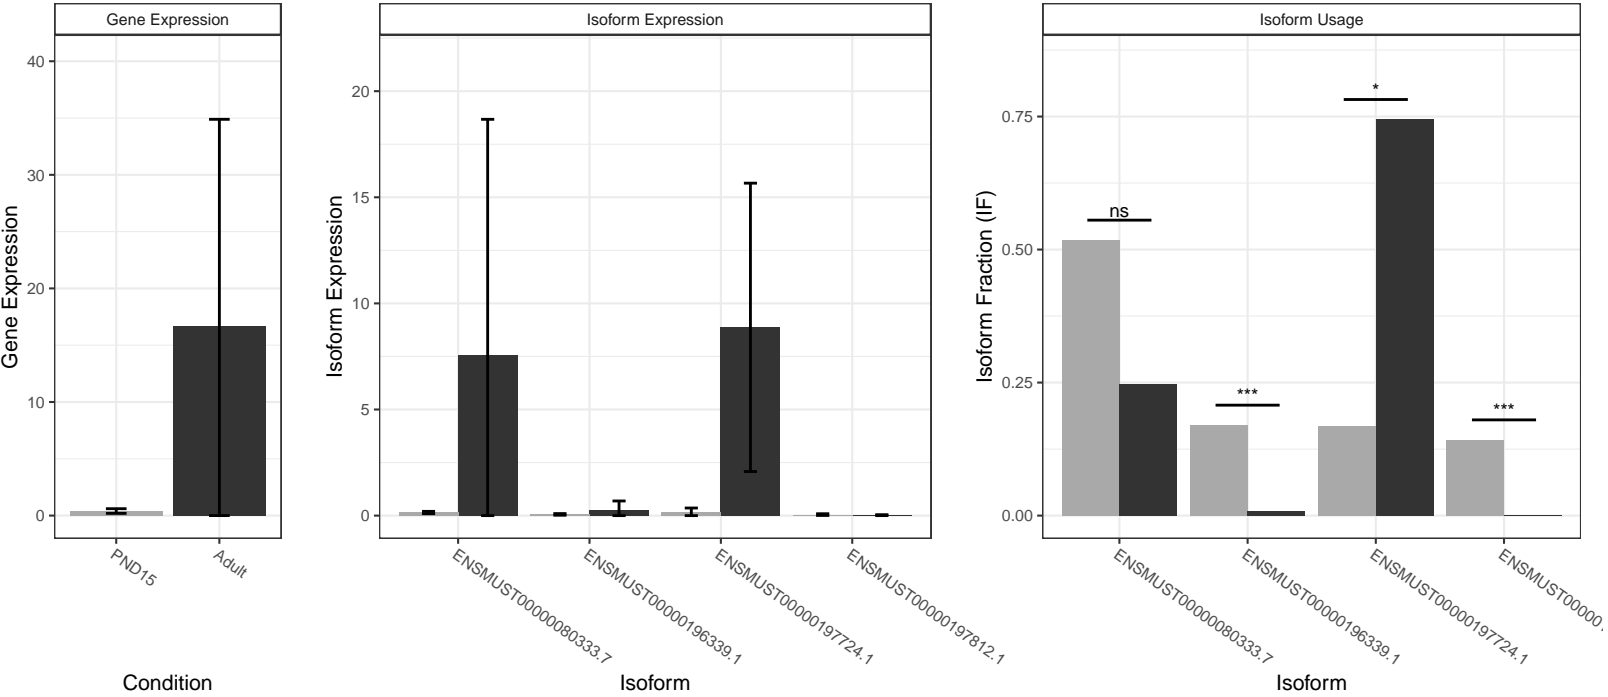 Gene Expression
Isoform Expression
Isoform Usage
Gene Expression
40
30
20
10
0
PND15
Adult
Condition
Isoform Expression
20
15
10
5
0
ENSMUST00000080333.7
ENSMUST00000196339.1
ENSMUST00000197724.1
ENSMUST00000197812.1
Isoform
Isoform Fraction (IF)
0.75
0.50
0.25
0.00
ns
***
*
***
ENSMUST00000080333.7
ENSMUST00000196339.1
ENSMUST00000197724.1
ENSMUST00000
Isoform